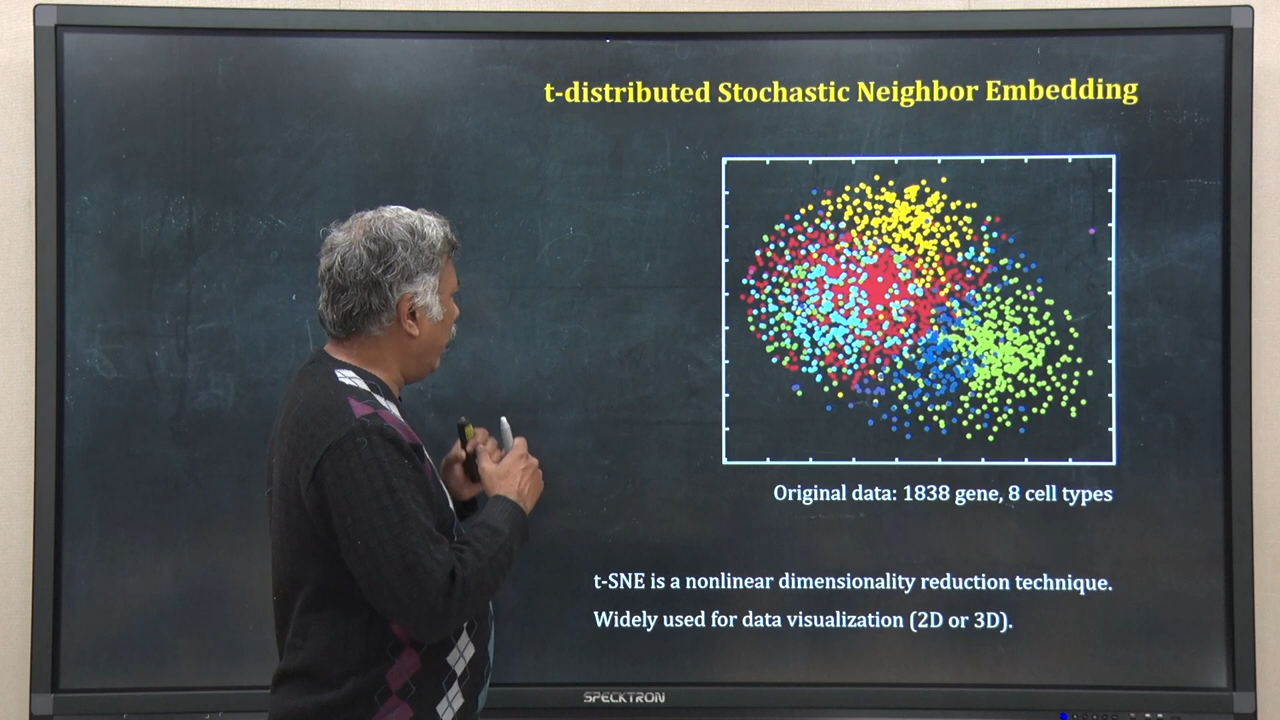 t-distributed Stochastic Neighbor Embedding
Original data: 1838 gene, 8 cell types
t-SNE is a nonlinear dimensionality reduction technique.
Widely used for data visualization (2D or 3D).
SPECKTRON